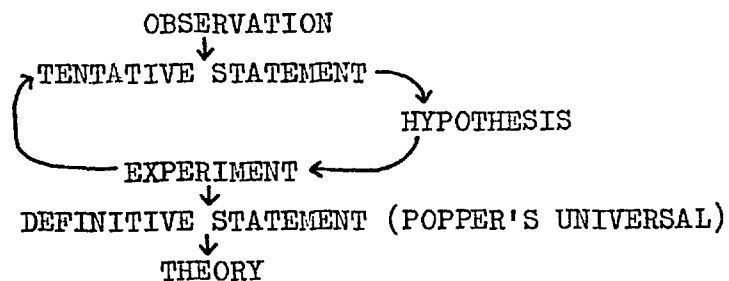 OBSERVATION
TENTATIVE STATEMENT
HYPOTHESIS
EXPERIMENT
DEFINITIVE STATEMENT (POPPER'S UNIVERSAL)
THEORY